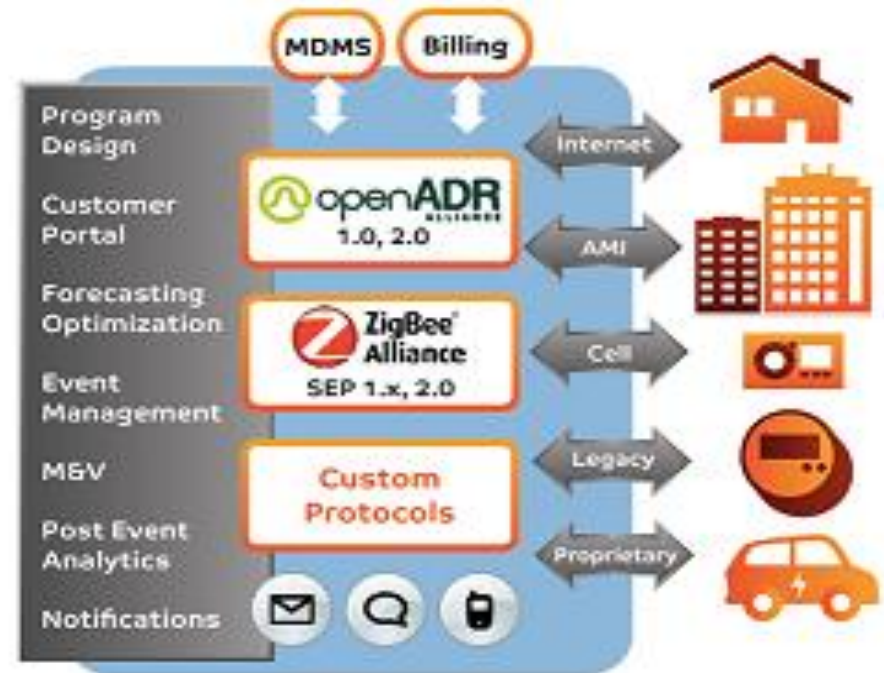 MDMS
Billing
Program
Design
Customer
Portal
Forecasting
Optimization
Event
Management
M&V
Post Event
Analytics
Notifications
openADR
ALLIANCE
1.0, 2.0
ZigBee®
Alliance
SEP 1.x, 2.0
Custom
Protocols
Internet
AMI
Cell
Legacy
Proprietary